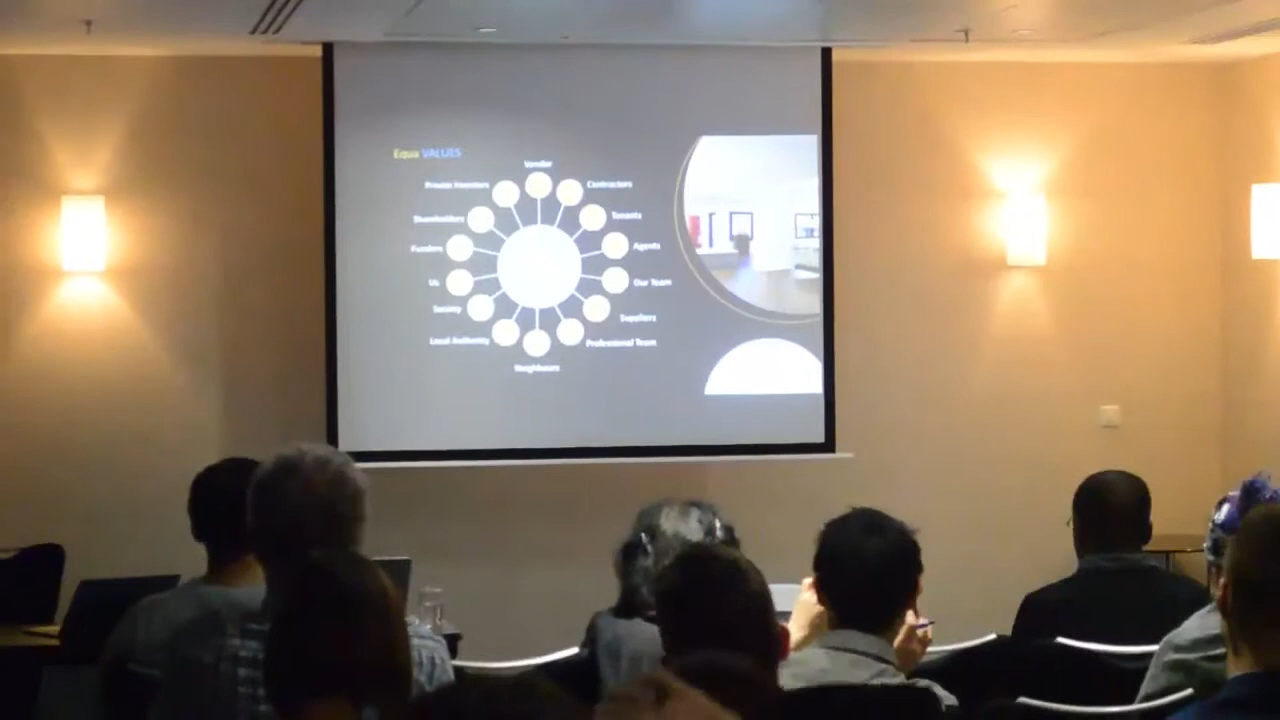 Equa VALUES
Vendor
Private Investors
Contractors
Shareholders
Tenants
Funders
Agents
Us
Our Team
Society
Suppliers
Local Authority
Professional Team
Neighbours